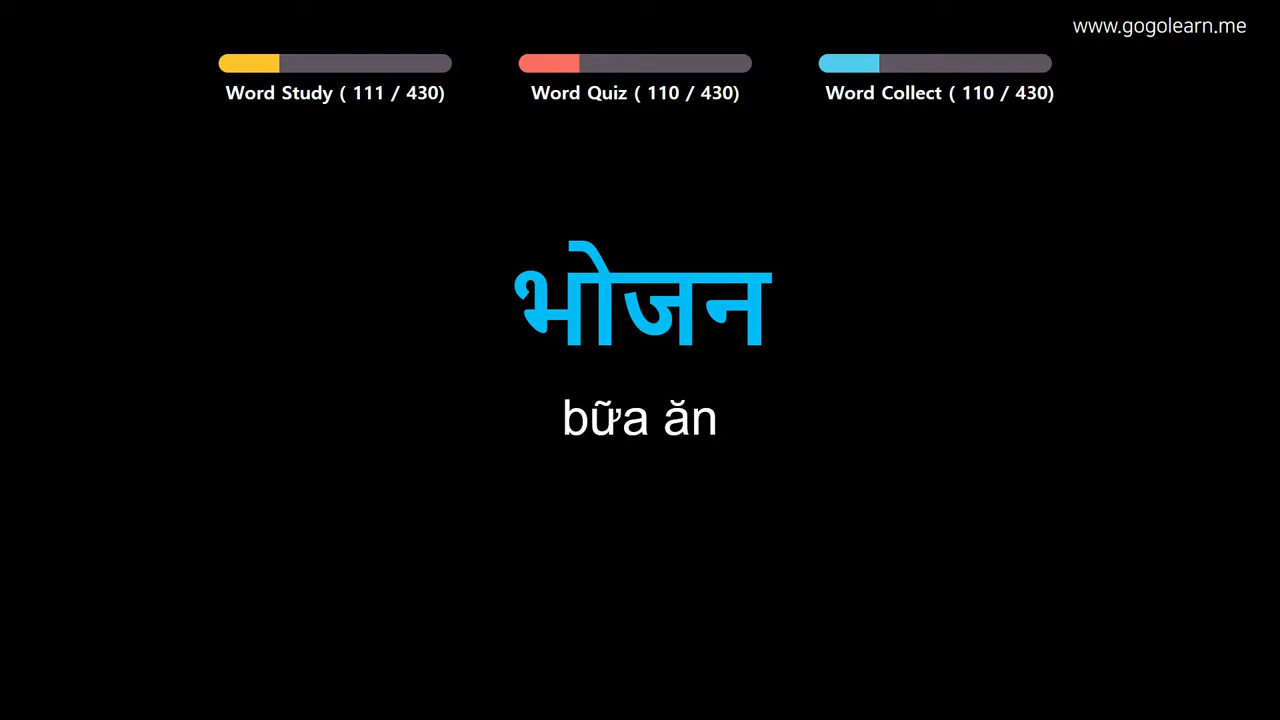 www.gogolearn.me
Word Study ( 111 / 430)
Word Quiz ( 110 / 430)
Word Collect ( 110 / 430)
भोजन
bữa ăn